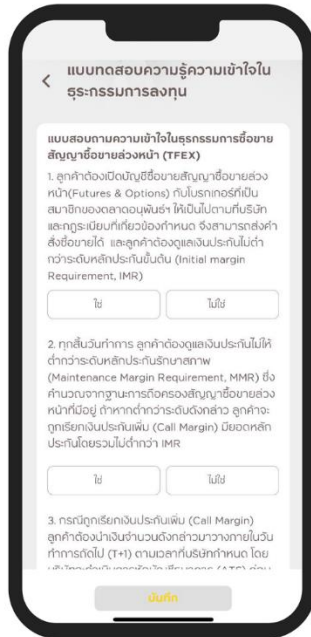 แบบทดสอบความรู้ความเข้าใจใน
ธุระกรรมการลงทุน
แบบสอบถามความเข้าใจในธุรกรรมการซื้อขาย
สัญญาซื้อขายล่วงหน้า (TFEX)
1. ลูกค้าต้องเปิดบัญชีซื้อขายสัญญาซื้อขายล่วง
หน้า(Futures & Options) กับโบรกเกอร์ที่เป็น
สมาชิกของตลาดอนุพันธ์ฯ ให้เป็นไปตามที่บริษัท
และกฎระเบียบที่เกี่ยวข้องกำหนด จึงสามารถส่งคำ
สั่งซื้อขายได้ และลูกค้าต้องดูแลเงินประกันไม่ต่ำ
กว่าระดับหลักประกันขั้นต้น (Initial margin
Requirement, IMR)
ใช่ ไม่ใช่
2. ทุกสิ้นวันทำการ ลูกค้าต้องดูแลเงินประกันไม่ให้
ต่ำกว่าระดับหลักประกันรักษาสภาพ
(Maintenance Margin Requirement, MMR) ซึ่ง
คำนวณจากฐานะการถือครองสัญญาซื้อขายล่วง
หน้าที่มีอยู่ ถ้าหากต่ำกว่าระดับดังกล่าว ลูกค้าจะ
ถูกเรียกเงินประกันเพิ่ม (Call Margin) มียอดหลัก
ประกันโดยรวมไม่ต่ำกว่า IMR
ใช่ ไม่ใช่
3. กรณีถูกเรียกเงินประกันเพิ่ม (Call Margin)
ลูกค้าต้องนำเงินจำนวนดังกล่าวมาวางภายในวัน
ทำการถัดไป (T+1) ตามเวลาที่บริษัทกำหนด โดย
บันทึก